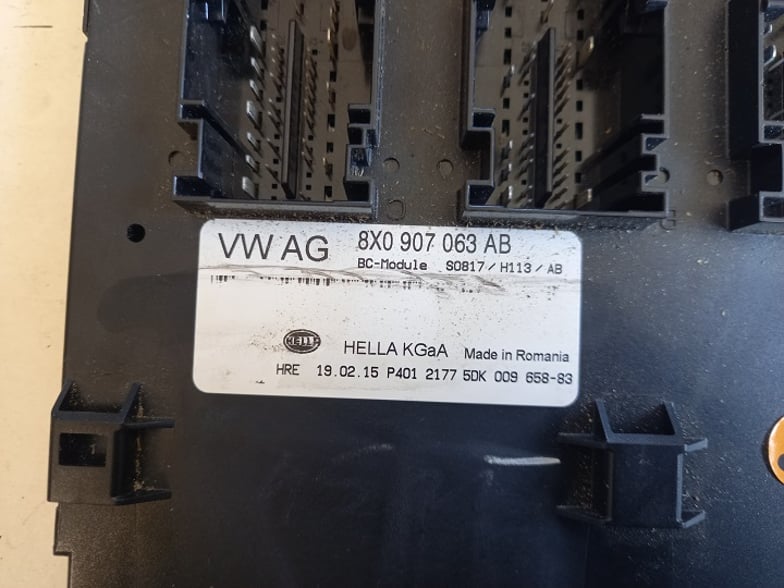 VW AG 8X0 907 063 AB
BC-Module S0817/H113/AB
HELLA HELLA KGaA Made in Romania
HRE 19.02.15 P401 2177 5DK 009 658-83